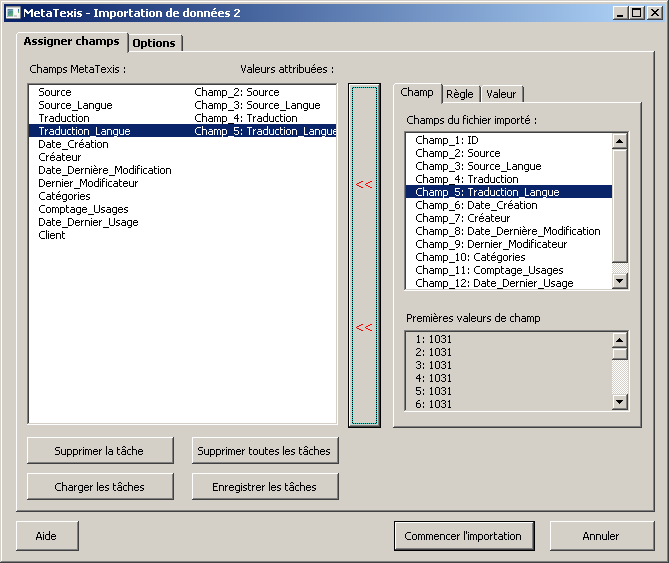 MetaTexis - Importation de données 2
Assigner champs
Options
Champs MetaTexis :
Valeurs attribuées :
Source
Champ_2: Source
Source_Langue
Champ_3: Source_Langue
Traduction
Champ_4: Traduction
Traduction_Langue
Champ_5: Traduction_Langue
Date_Création
Créateur
Date_Dernière_Modification
Dernier_Modificateur
Catégories
Comptage_Usages
Date_Dernier_Usage
Client
<<
<<
Champ
Règle
Valeur
Champs du fichier importé :
Champ_1: ID
Champ_2: Source
Champ_3: Source_Langue
Champ_4: Traduction
Champ_5: Traduction_Langue
Champ_6: Date_Création
Champ_7: Créateur
Champ_8: Date_Dernière_Modification
Champ_9: Dernier_Modificateur
Champ_10: Catégories
Champ_11: Comptage_Usages
Champ_12: Date_Dernier_Usage
Premières valeurs de champ
1: 1031
2: 1031
3: 1031
4: 1031
5: 1031
6: 1031
Supprimer la tâche
Supprimer toutes les tâches
Charger les tâches
Enregistrer les tâches
Aide
Commencer l'importation
Annuler